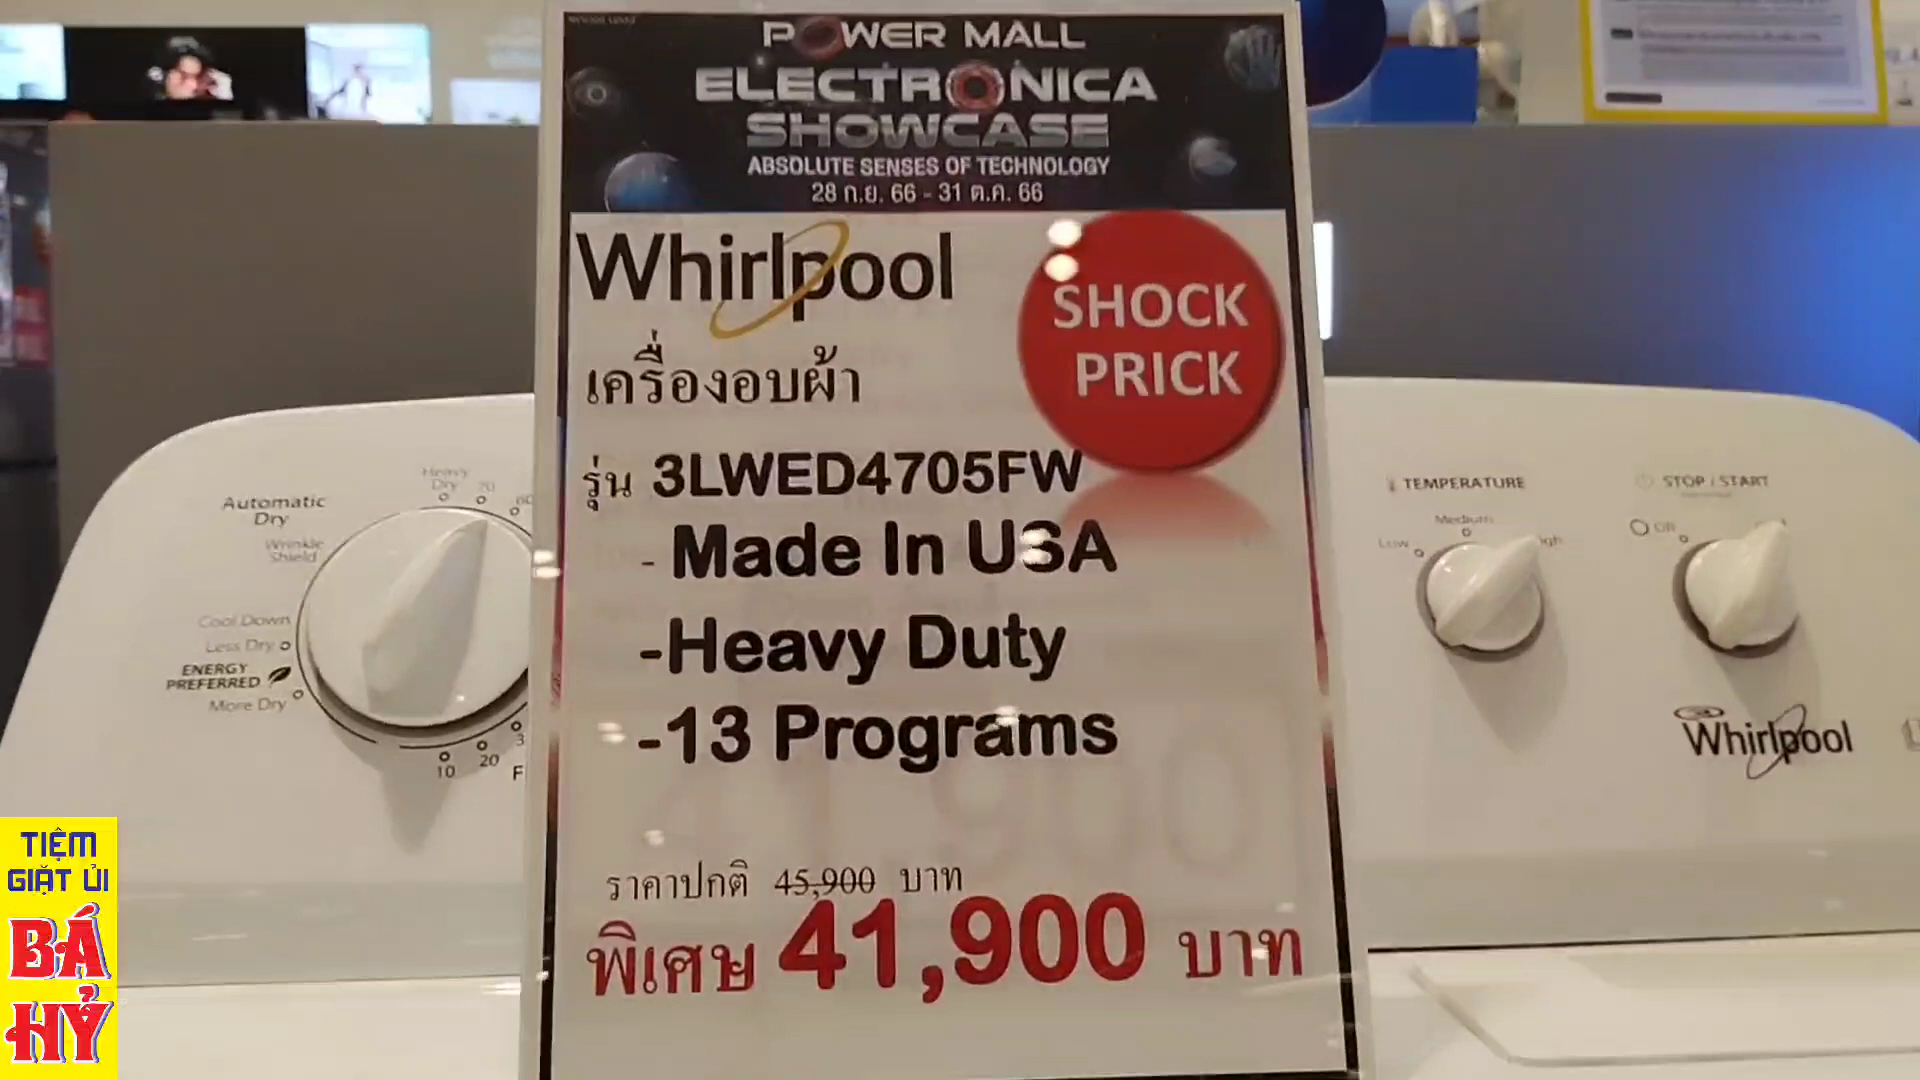 POWER MALL
ELECTRONICA
SHOWCASE
ABSOLUTE SENSES OF TECHNOLOGY
28 ก.ย. 66 - 31 ต.ค. 66
Whirlpool
SHOCK
PRICK
เครื่องอบผ้า
รุ่น 3LWED4705FW
- Made In USA
-Heavy Duty
-13 Programs
ราคาปกติ 45,900 บาท
พิเศษ 41,900 บาท
Heavy
Dry
70
60
Automatic
Dry
Wrinkle
Shield
Cool Down
Less Dry
ENERGY
PREFERRED
More Dry
10
20
TEMPERATURE
Low
Medium
STOP / START
Off
Whirlpool
TIỆM
GIẶT ỦI
BÁ
HỶ